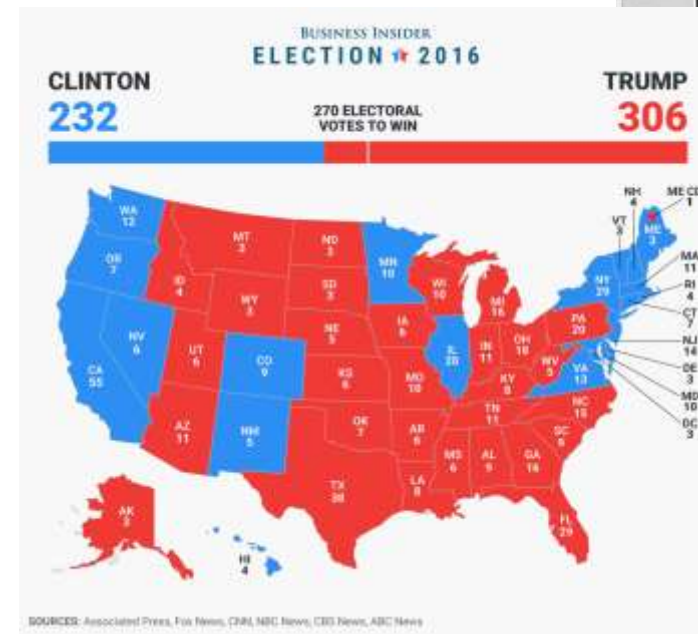 BUSINESS INSIDER
ELECTION 2016
CLINTON
TRUMP
232
270 ELECTORAL
VOTES TO WIN
306
NH
4
ME CD
1
VT
3
WA
12
MT
3
ND
3
MN
10
ME
3
OR
7
ID
4
WY
3
SD
3
WI
10
MI
16
NY
29
MA
11
RI
4
CT
7
NV
6
UT
6
CO
9
NE
5
IA
6
IL
20
IN
11
OH
18
PA
20
NJ
14
DE
3
MD
10
DC
3
CA
55
KS
6
MO
10
KY
8
WV
5
VA
13
AZ
11
NM
5
OK
7
AR
6
TN
11
NC
15
SC
9
TX
38
LA
8
MS
6
AL
9
GA
16
FL
29
AK
3
HI
4
SOURCES: Associated Press, Fox News, CNN, NBC News, CBS News, ABC News